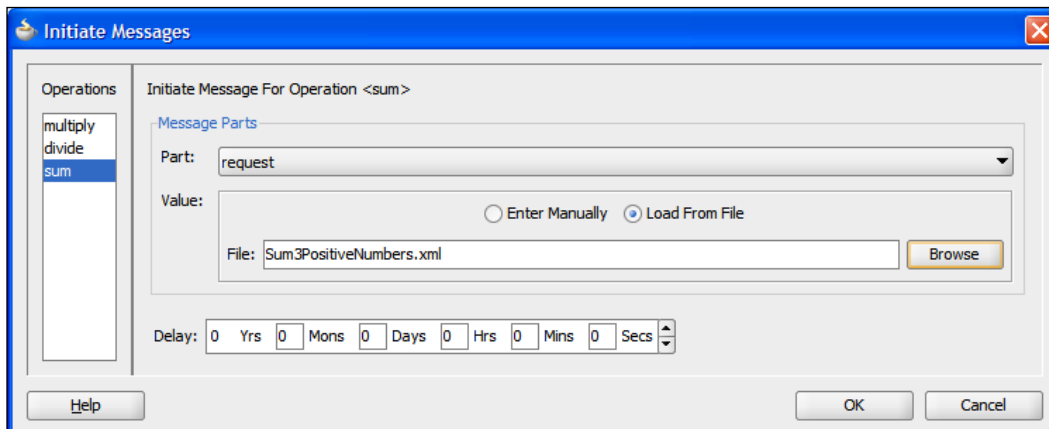 Initiate Messages
Operations
multiply
divide
sum
Initiate Message For Operation <sum>
Message Parts
Part: request
Value:
Enter Manually Load From File
File: Sum3PositiveNumbers.xml Browse
Delay: 0 Yrs 0 Mons 0 Days 0 Hrs 0 Mins 0 Secs
Help OK Cancel